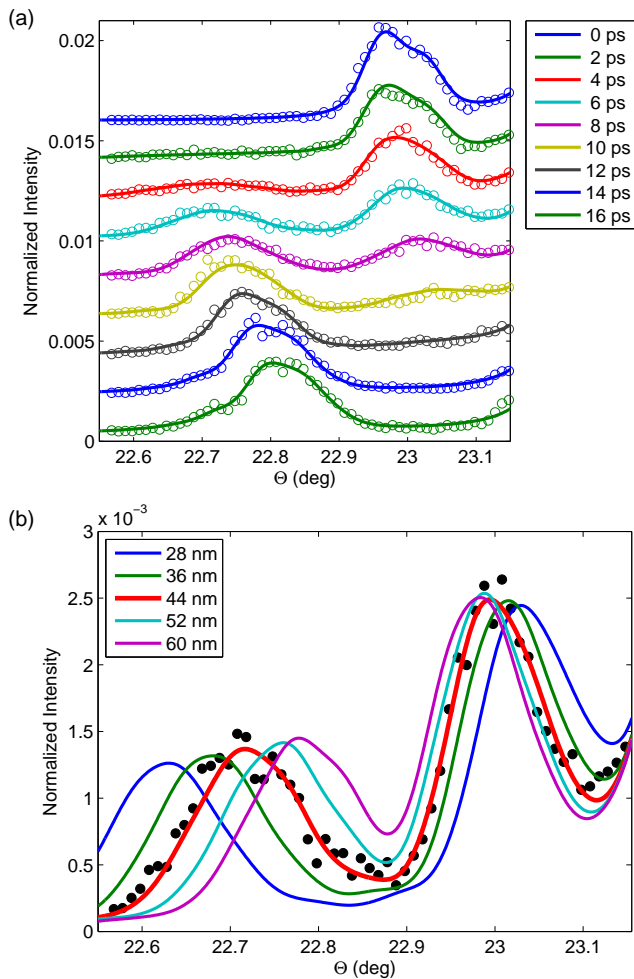 (a)
0.02
0.015
0.01
0.005
0
Normalized Intensity
22.6
22.7
22.8
22.9
23
23.1
Θ (deg)
0 ps
2 ps
4 ps
6 ps
8 ps
10 ps
12 ps
14 ps
16 ps
(b)
x 10⁻³
3
2.5
2
1.5
1
0.5
0
Normalized Intensity
28 nm
36 nm
44 nm
52 nm
60 nm
22.6
22.7
22.8
22.9
23
23.1
Θ (deg)